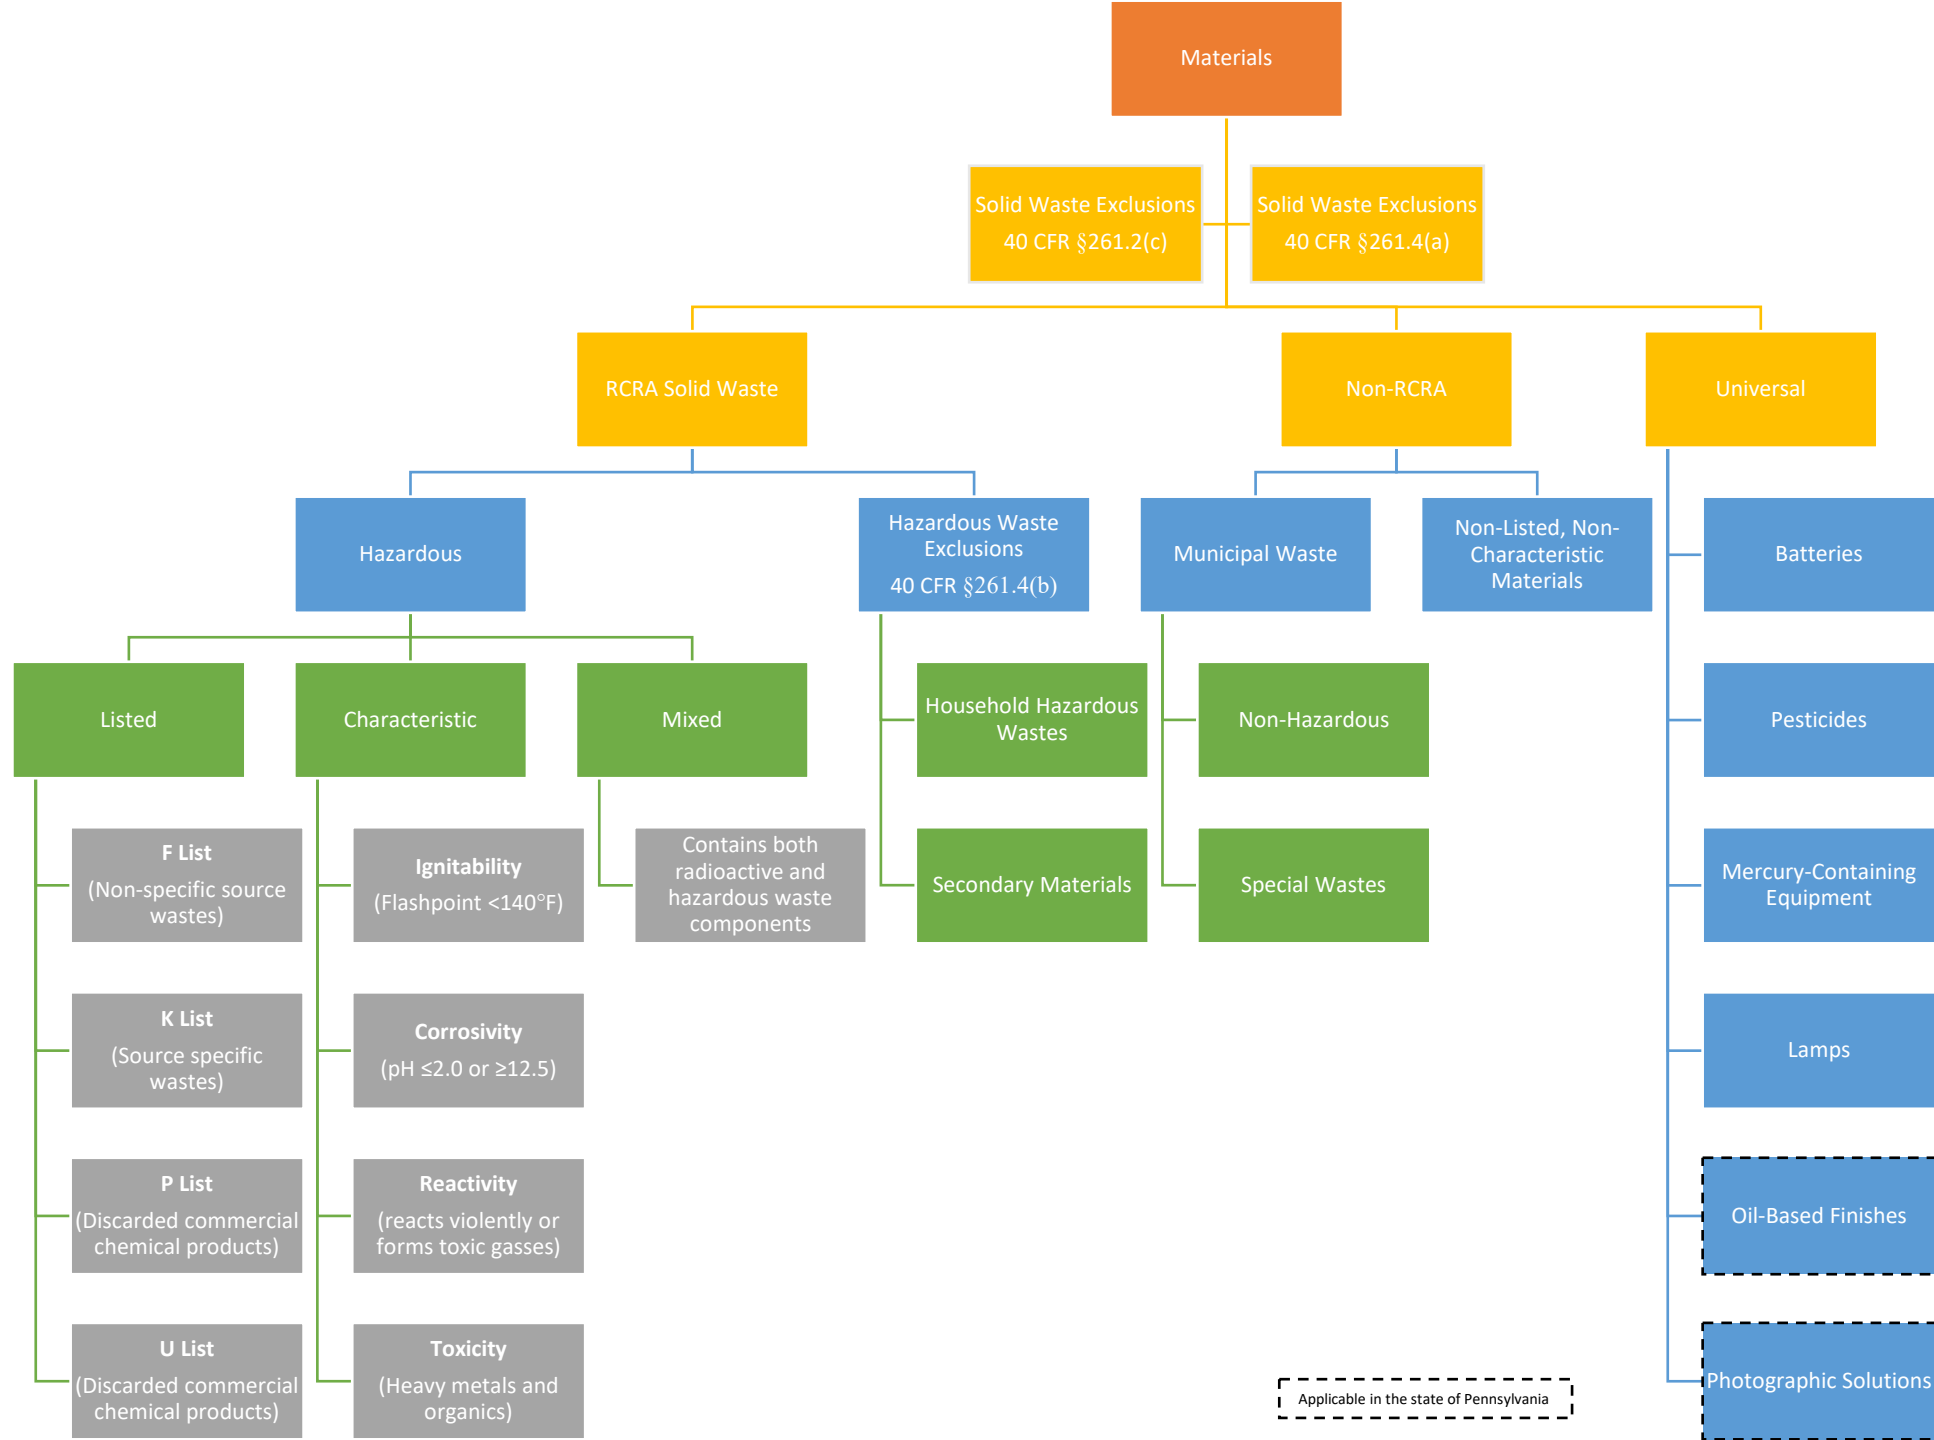 Materials
Solid Waste Exclusions
40 CFR §261.2(c)
Solid Waste Exclusions
40 CFR §261.4(a)
RCRA Solid Waste
Non-RCRA
Universal
Hazardous
Hazardous Waste
Exclusions
40 CFR §261.4(b)
Municipal Waste
Non-Listed, Non-
Characteristic
Materials
Batteries
Listed
Characteristic
Mixed
Household Hazardous
Wastes
Non-Hazardous
Pesticides
F List
(Non-specific source
wastes)
Ignitability
(Flashpoint <140°F)
Contains both
radioactive and
hazardous waste
components
Secondary Materials
Special Wastes
Mercury-Containing
Equipment
K List
(Source specific
wastes)
Corrosivity
(pH ≤2.0 or ≥12.5)
Lamps
P List
(Discarded commercial
chemical products)
Reactivity
(reacts violently or
forms toxic gasses)
Oil-Based Finishes
U List
(Discarded commercial
chemical products)
Toxicity
(Heavy metals and
organics)
Applicable in the state of Pennsylvania
Photographic Solutions